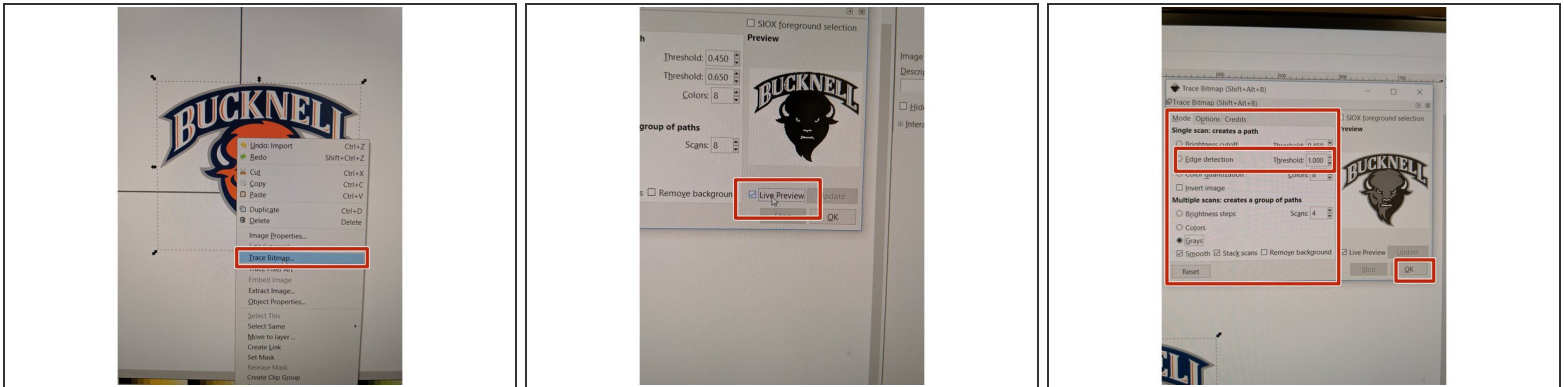 BUCKNELL
Undo: Import Ctrl+Z
Redo Shift+Ctrl+Z
Cut Ctrl+X
Copy Ctrl+C
Paste Ctrl+V
Duplicate Ctrl+D
Delete Delete
Image Properties...
Trace Bitmap...
Trace Pixel Art
Embed Image
Extract Image...
Object Properties...
Select This
Select Same
Move to layer...
Create Link
Set Mask
Release Mask
Create Clip Group
SIOX foreground selection
Preview
Threshold: 0.450
Threshold: 0.650
Colors: 8
group of paths
Scans: 8
BUCKNELL
Remove background
Live Preview
OK
Image
Trace Bitmap (Shift+Alt+B)
Trace Bitmap (Shift+Alt+B)
Mode Options Credits
SIOX foreground selection
Single scan: creates a path
Preview
Brightness cutoff Threshold: 0.450
Edge detection Threshold: 1.000
Color quantization Colors: 8
Invert image
Multiple scans: creates a group of paths
Brightness steps Scans: 4
Colors
Grays
Smooth Stack scans Remove background
Live Preview Update
Reset
Stop OK
BUCKNELL